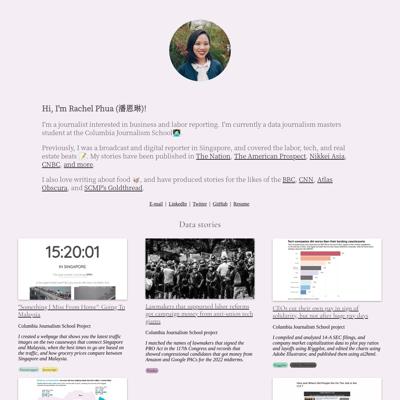 Hi, I'm Rachel Phua (潘恩琳)!
I'm a journalist interested in business and labor reporting. I'm currently a data journalism masters
student at the Columbia Journalism School
Previously, I was a broadcast and digital reporter in Singapore, and covered the labor, tech, and real
estate beats 📝. My stories have been published in The Nation, The American Prospect, Nikkei Asia,
CNBC, and more.
I also love writing about food, and have produced stories for the likes of the BBC, CNN, Atlas
Obscura, and SCMP's Goldthread.
E-mail | LinkedIn | Twitter | GitHub | Resume
Data stories
15:20:01
IN SINGAPORE
"Something I Miss From Home": Going To
Malaysia
Columbia Journalism School Project
I created a webpage that shows you the latest traffic
images on the two causeways that connect Singapore
and Malaysia, when the best times to go are based on
the traffic, and how grocery prices compare between
Singapore and Malaysia.
Lawmakers that supported labor reforms
got campaign money from anti-union tech
giants
Columbia Journalism School project
I matched the names of lawmakers that signed the
PRO Act in the 117th Congress and records that
showed congressional candidates that got money from
Amazon and Google PACs for the 2022 midterms.
Tech companies did worse than their landing counterparts
CEOs cut their own pay in sign of
solidarity, but not after huge pay days
Columbia Journalism School project
I compiled and analyzed 14-A SEC filings, and
company market capitalization data to plot pay ratios
and layoffs using R/ggplot, and edited the charts using
Adobe Illustrator, and published them using ai2html.